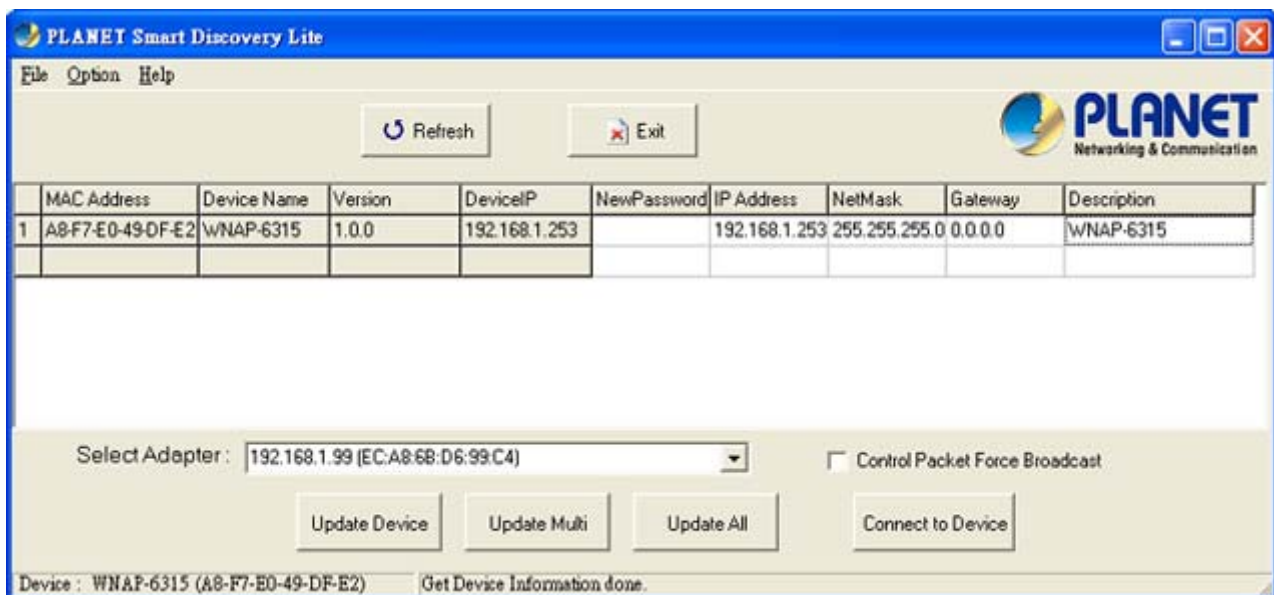 PLANET Smart Discovery Lite
File Option Help
Refresh Exit
PLANET
Networking & Communication
MAC Address Device Name Version DeviceIP NewPassword IP Address NetMask Gateway Description
1 A8-F7-E0-49-DF-E2 WNAP-6315 1.0.0 192.168.1.253 192.168.1.253 255.255.255.0 0.0.0.0 WNAP-6315
Select Adapter : 192.168.1.99 (EC:A8:6B:D6:99:C4) Control Packet Force Broadcast
Update Device Update Multi Update All Connect to Device
Device : WNAP-6315 (A8-F7-E0-49-DF-E2) Get Device Information done.